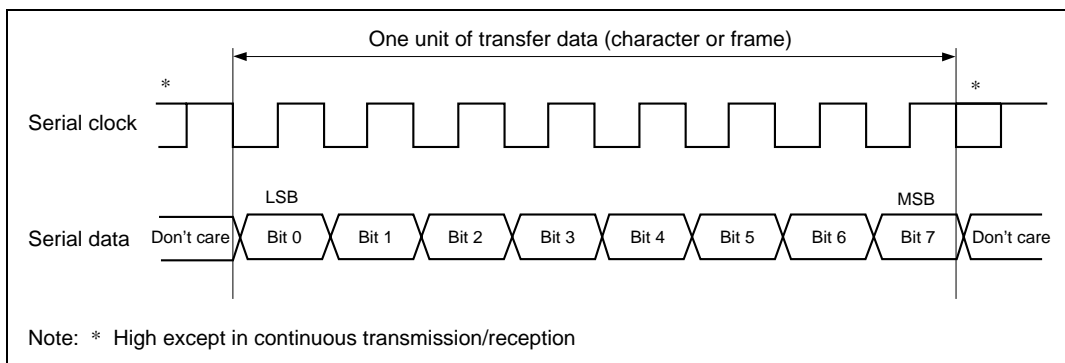 One unit of transfer data (character or frame)
* *
Serial clock
LSB MSB
Serial data Don't care Bit 0 Bit 1 Bit 2 Bit 3 Bit 4 Bit 5 Bit 6 Bit 7 Don't care
Note: * High except in continuous transmission/reception